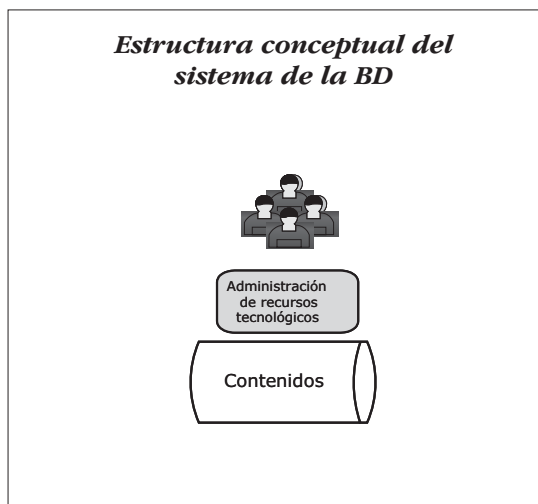 Estructura conceptual del
sistema de la BD
Administración
de recursos
tecnológicos
Contenidos